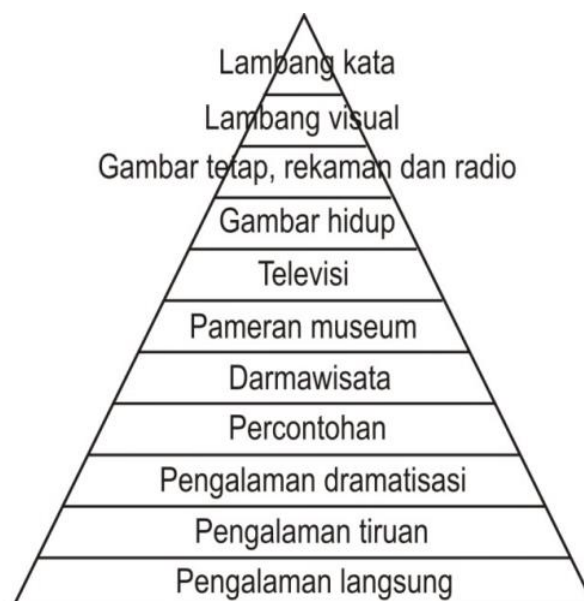 Lambang kata
Lambang visual
Gambar tetap, rekaman dan radio
Gambar hidup
Televisi
Pameran museum
Darmawisata
Percontohan
Pengalaman dramatisasi
Pengalaman tiruan
Pengalaman langsung